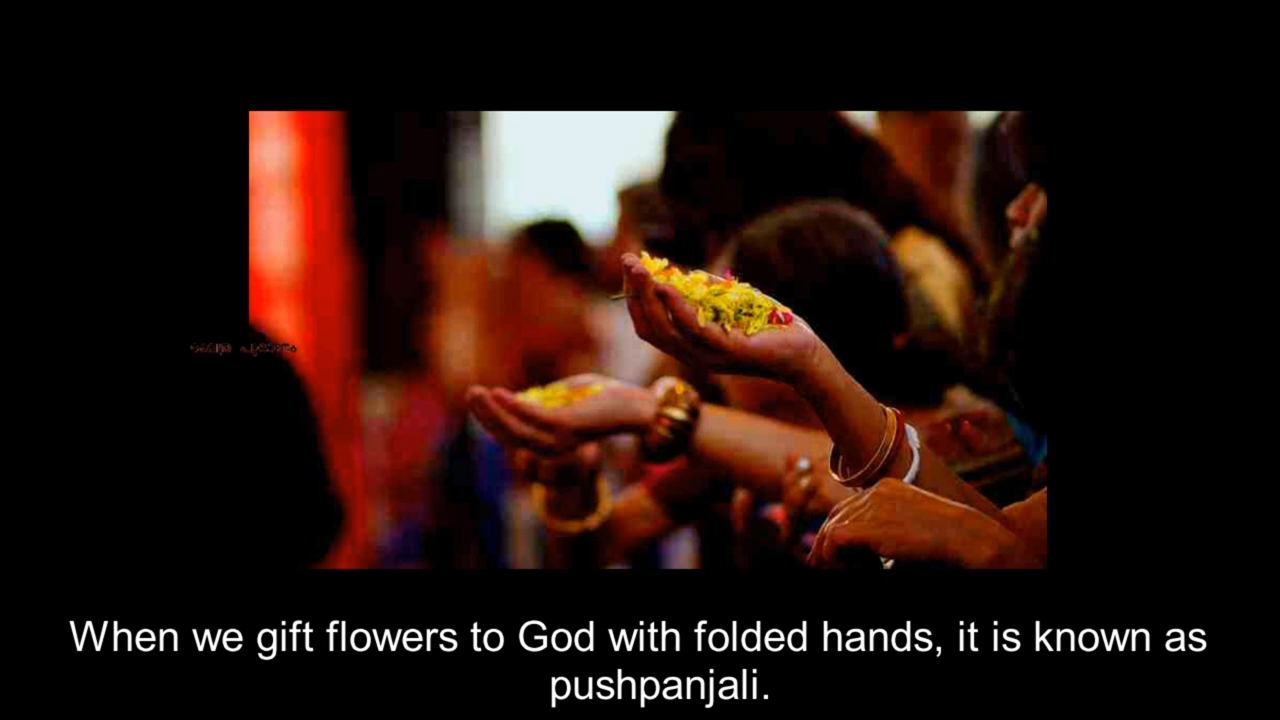 When we gift flowers to God with folded hands, it is known as
pushpanjali.